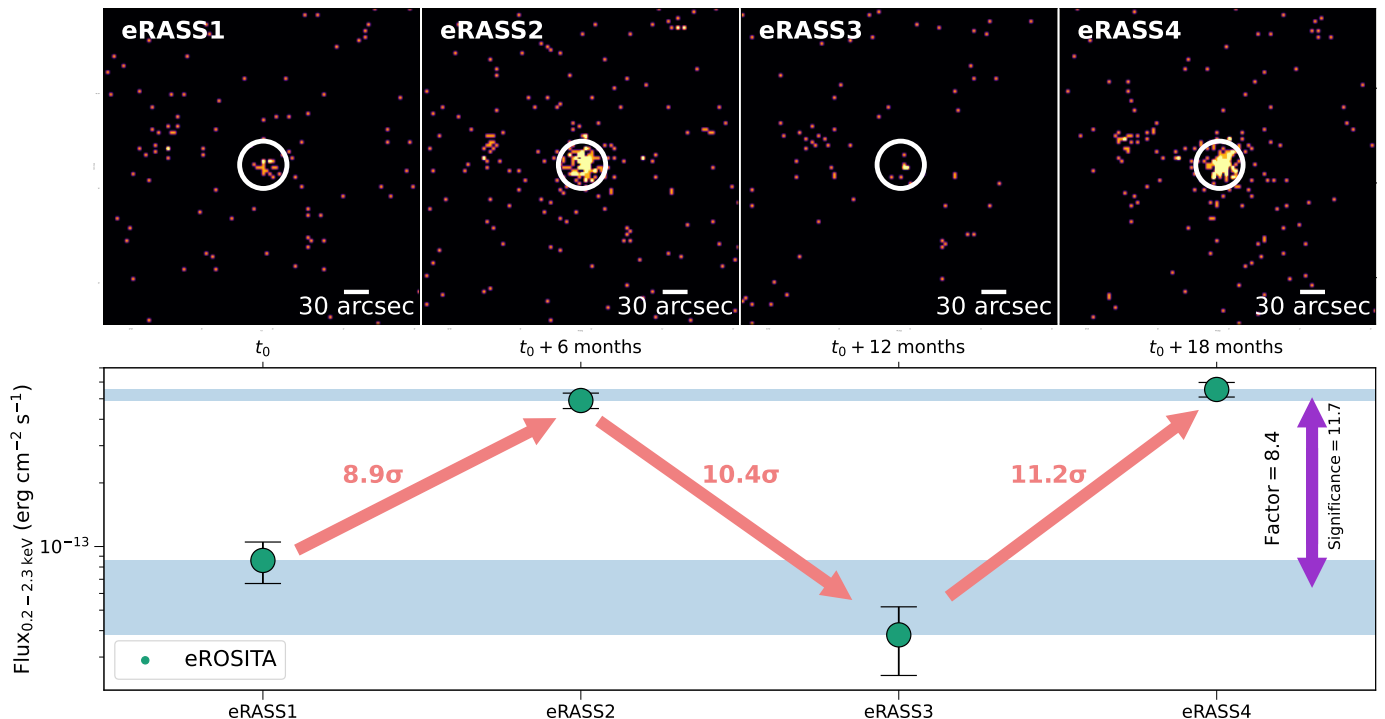 eRASS1
eRASS2
eRASS3
eRASS4
30 arcsec
30 arcsec
30 arcsec
30 arcsec
t₀
t₀ + 6 months
t₀ + 12 months
t₀ + 18 months
Flux₀.₂ ₋ ₂.₃ keV (erg cm⁻² s⁻¹)
10⁻¹³
8.9σ
10.4σ
11.2σ
Factor = 8.4
Significance = 11.7
eROSITA
eRASS1
eRASS2
eRASS3
eRASS4